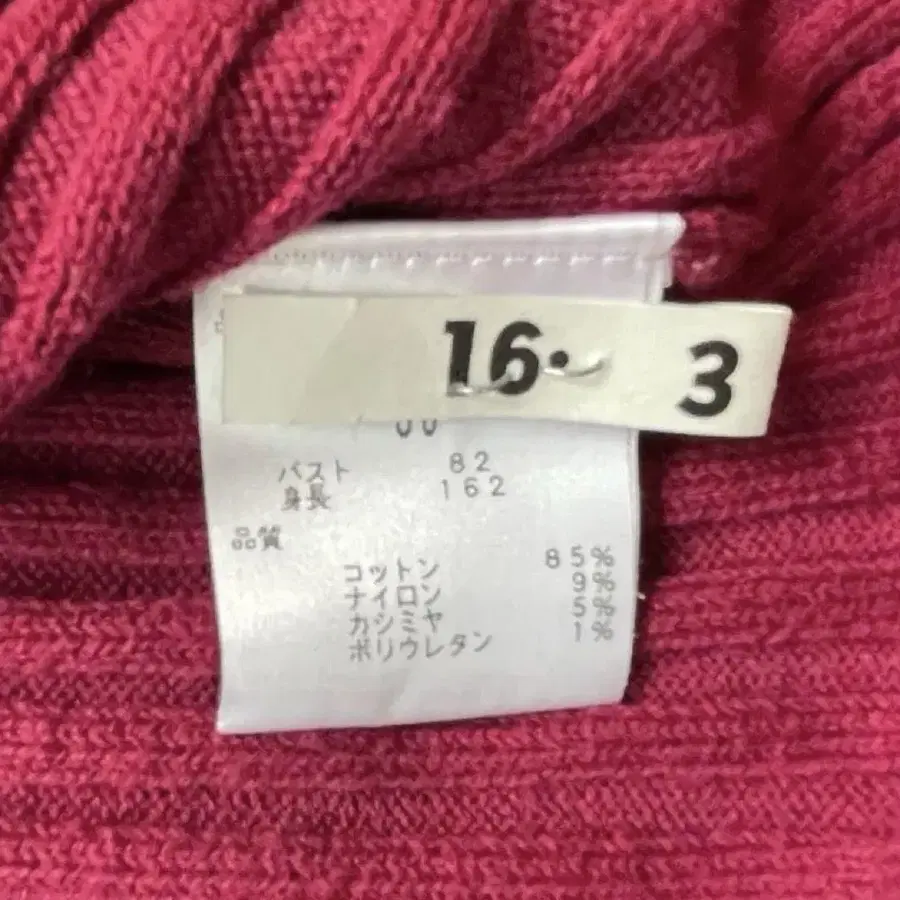 16. 3
バスト 82
身長 162
品質
コットン 85%
ナイロン 9%
カシミヤ 5%
ポリウレタン 1%